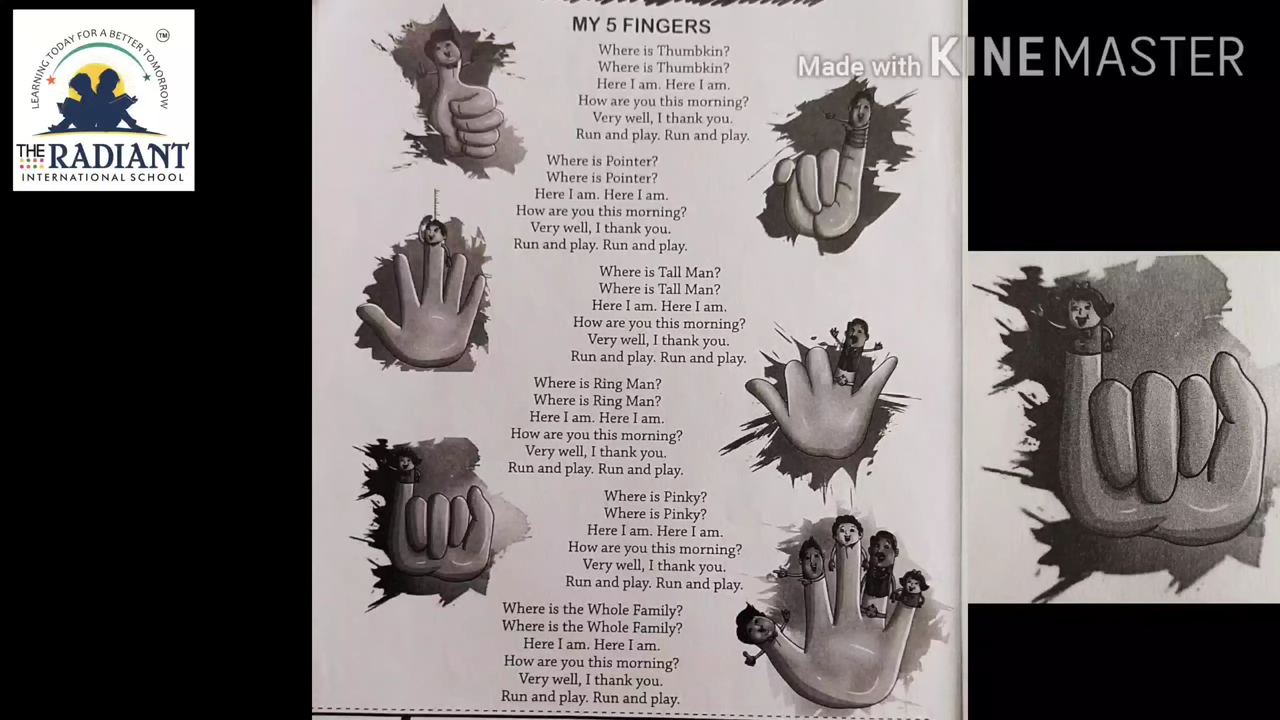 LEARNING TODAY FOR A BETTER TOMORROW
TM
THE RADIANT
INTERNATIONAL SCHOOL
Made with KINEMASTER
MY 5 FINGERS
Where is Thumbkin?
Where is Thumbkin?
Here I am. Here I am.
How are you this morning?
Very well, I thank you.
Run and play. Run and play.
Where is Pointer?
Where is Pointer?
Here I am. Here I am.
How are you this morning?
Very well, I thank you.
Run and play. Run and play.
Where is Tall Man?
Where is Tall Man?
Here I am. Here I am.
How are you this morning?
Very well, I thank you.
Run and play. Run and play.
Where is Ring Man?
Where is Ring Man?
Here I am. Here I am.
How are you this morning?
Very well, I thank you.
Run and play. Run and play.
Where is Pinky?
Where is Pinky?
Here I am. Here I am.
How are you this morning?
Very well, I thank you.
Run and play. Run and play.
Where is the Whole Family?
Where is the Whole Family?
Here I am. Here I am.
How are you this morning?
Very well, I thank you.
Run and play. Run and play.